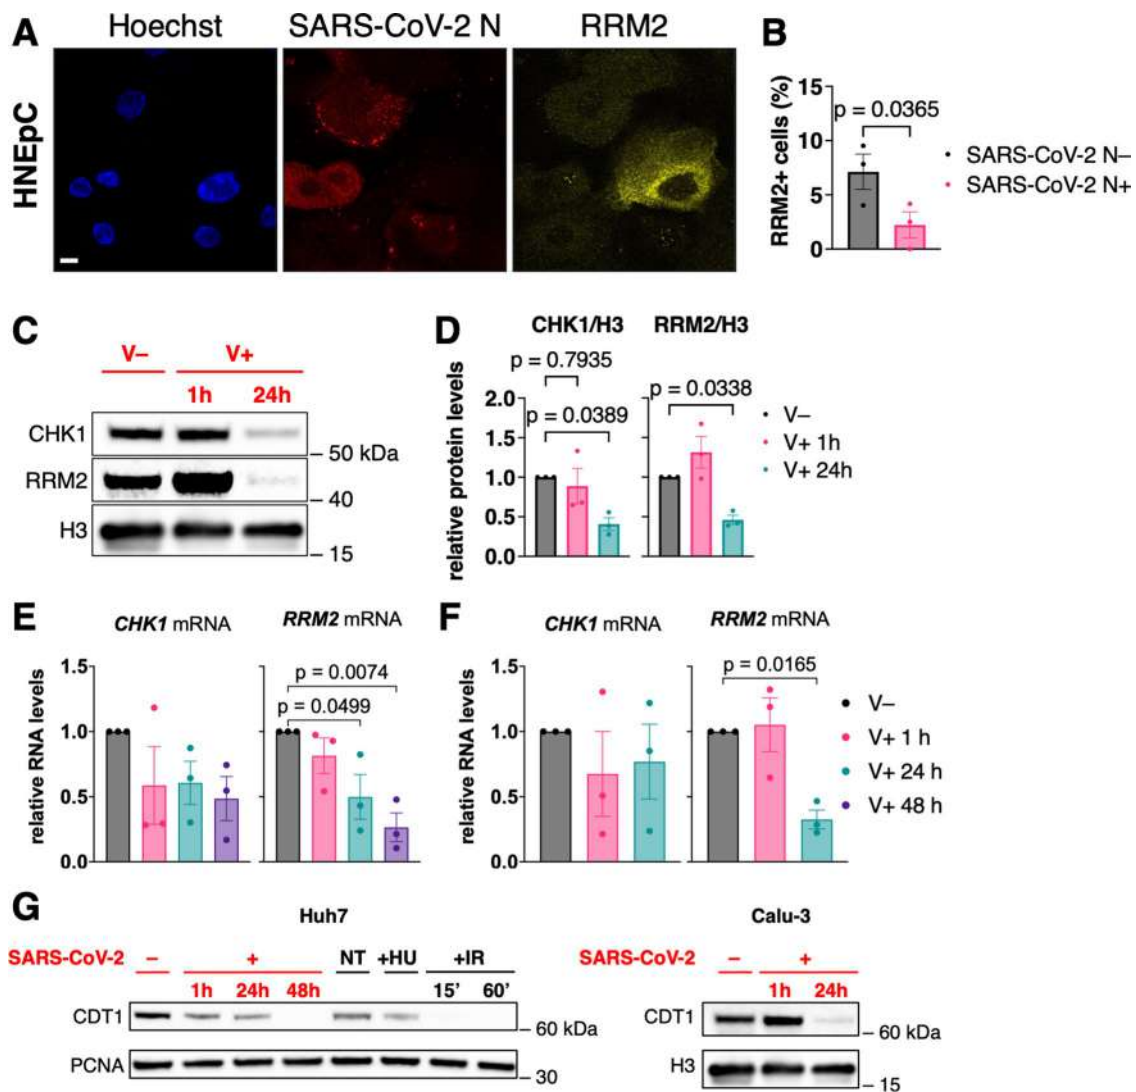 A
Hoechst
SARS-CoV-2 N
RRM2
HNEpC
B
RRM2+ cells (%)
15
10
5
0
p = 0.0365
SARS-CoV-2 N–
SARS-CoV-2 N+
C
V–
V+
1h
24h
CHK1
50 kDa
RRM2
40
H3
15
D
CHK1/H3
RRM2/H3
relative protein levels
p = 0.7935
p = 0.0389
p = 0.0338
2.0
1.5
1.0
0.5
0.0
V–
V+ 1h
V+ 24h
E
CHK1 mRNA
RRM2 mRNA
relative RNA levels
1.5
1.0
0.5
0.0
p = 0.0074
p = 0.0499
F
CHK1 mRNA
RRM2 mRNA
relative RNA levels
1.5
1.0
0.5
0.0
p = 0.0165
V–
V+ 1 h
V+ 24 h
V+ 48 h
G
Huh7
SARS-CoV-2 – + NT +HU +IR
1h 24h 48h 15’ 60’
CDT1
60 kDa
PCNA
30
Calu-3
SARS-CoV-2 – +
1h 24h
CDT1
60 kDa
H3
15